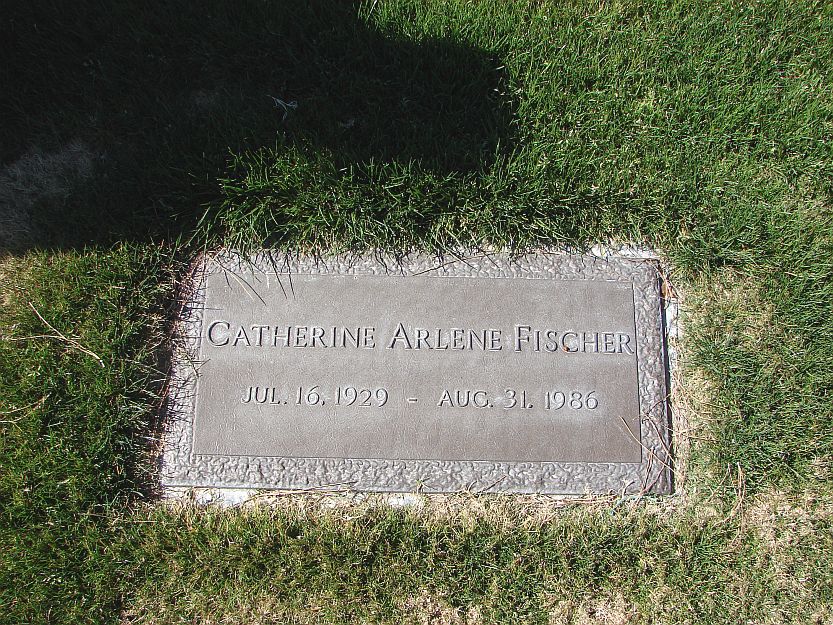 CATHERINE ARLENE FISCHER
JUL. 16, 1929 - AUG. 31, 1986